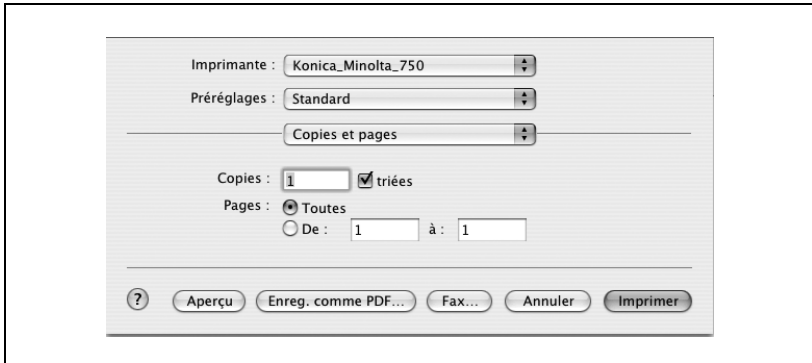 Imprimante : Konica_Minolta_750
Préréglages : Standard
Copies et pages
Copies : 1 triées
Pages : Toutes
De : 1 à : 1
? Aperçu Enreg. comme PDF... Fax... Annuler Imprimer